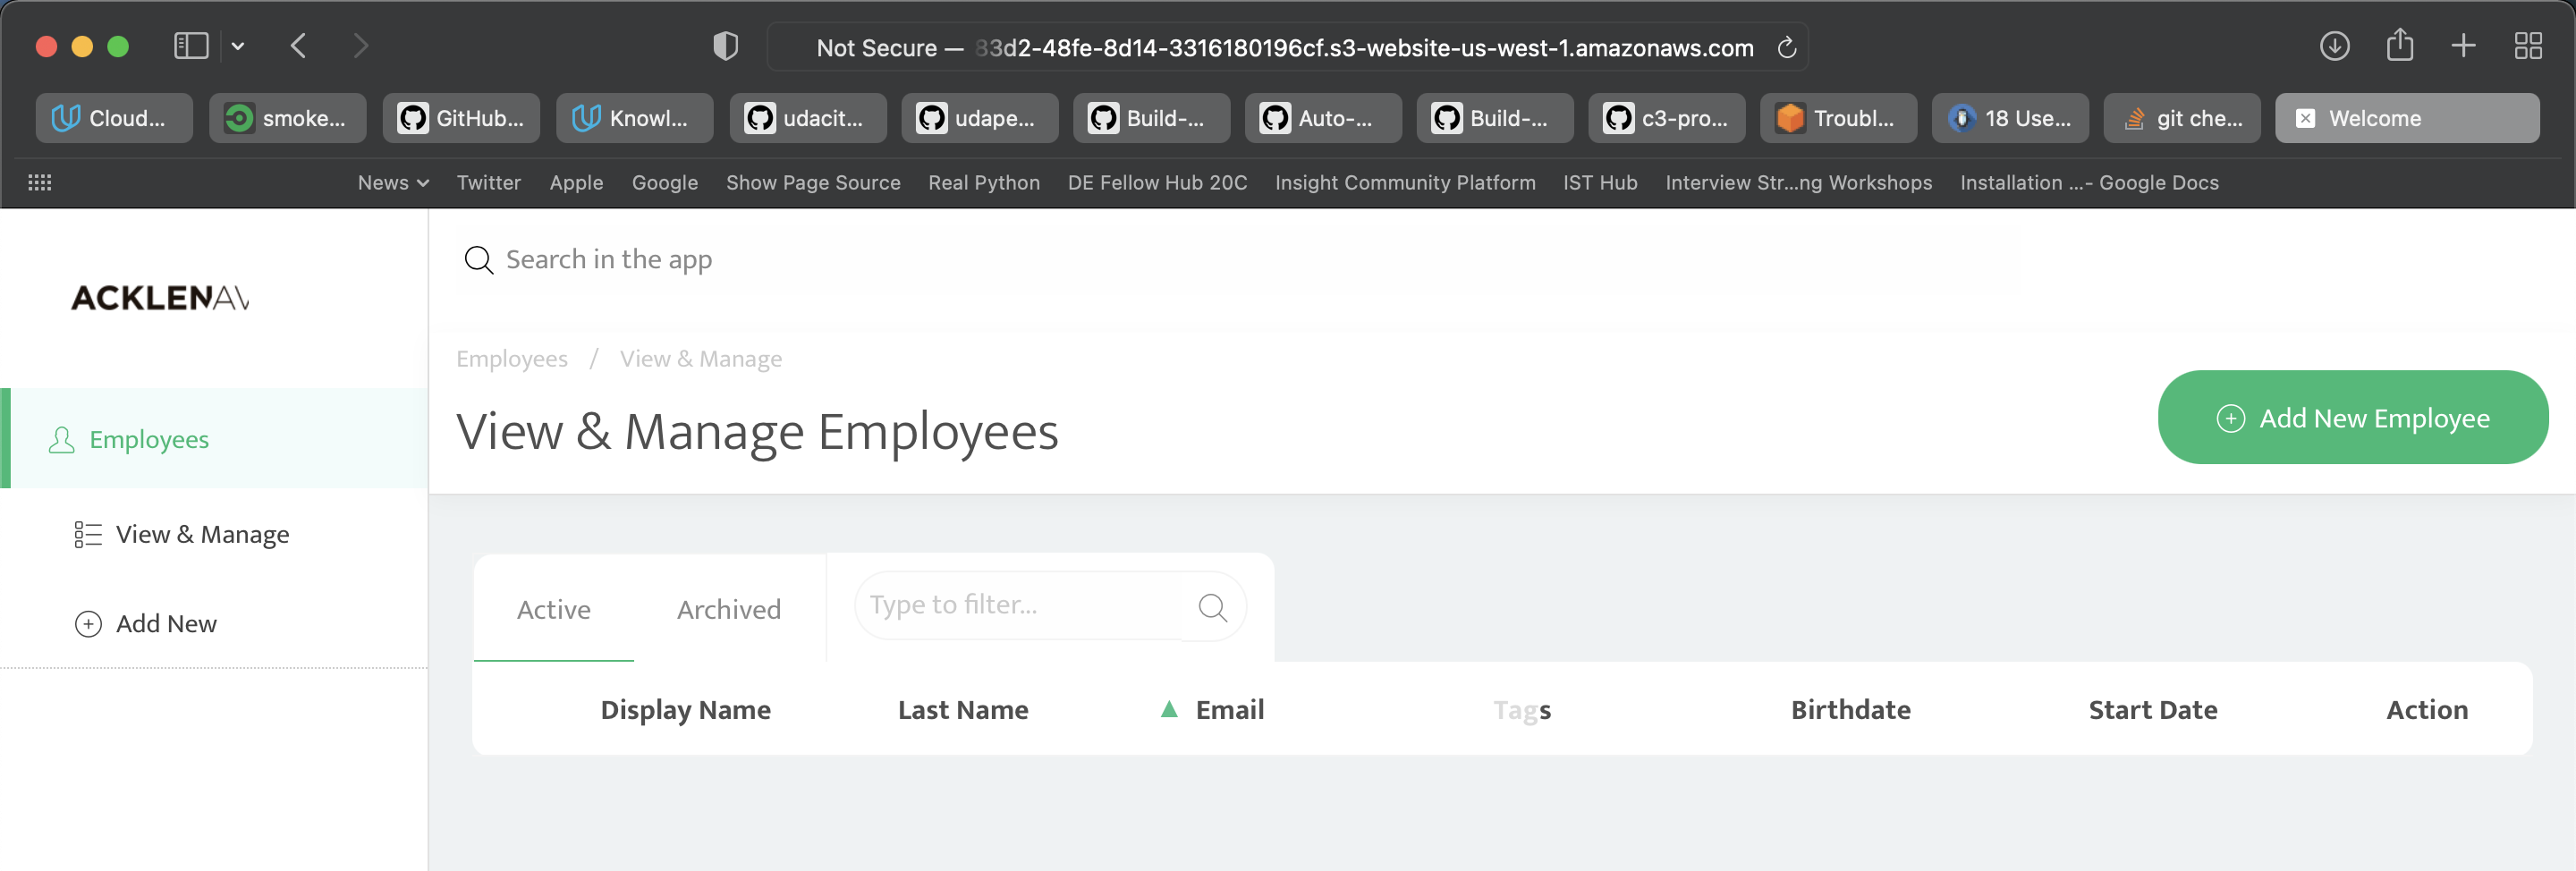 Not Secure — 83d2-48fe-8d14-3316180196cf.s3-website-us-west-1.amazonaws.com
Cloud... smoke... GitHub... Knowl... udacit... udape... Build-... Auto-... Build-... c3-pro... Troubl... 18 Use... git che... Welcome
News Twitter Apple Google Show Page Source Real Python DE Fellow Hub 20C Insight Community Platform IST Hub Interview Str...ng Workshops Installation ...- Google Docs
Search in the app
ACKLENAV
Employees / View & Manage
View & Manage Employees
Add New Employee
Employees
View & Manage
Add New
Active Archived Type to filter...
Display Name Last Name Email Tags Birthdate Start Date Action